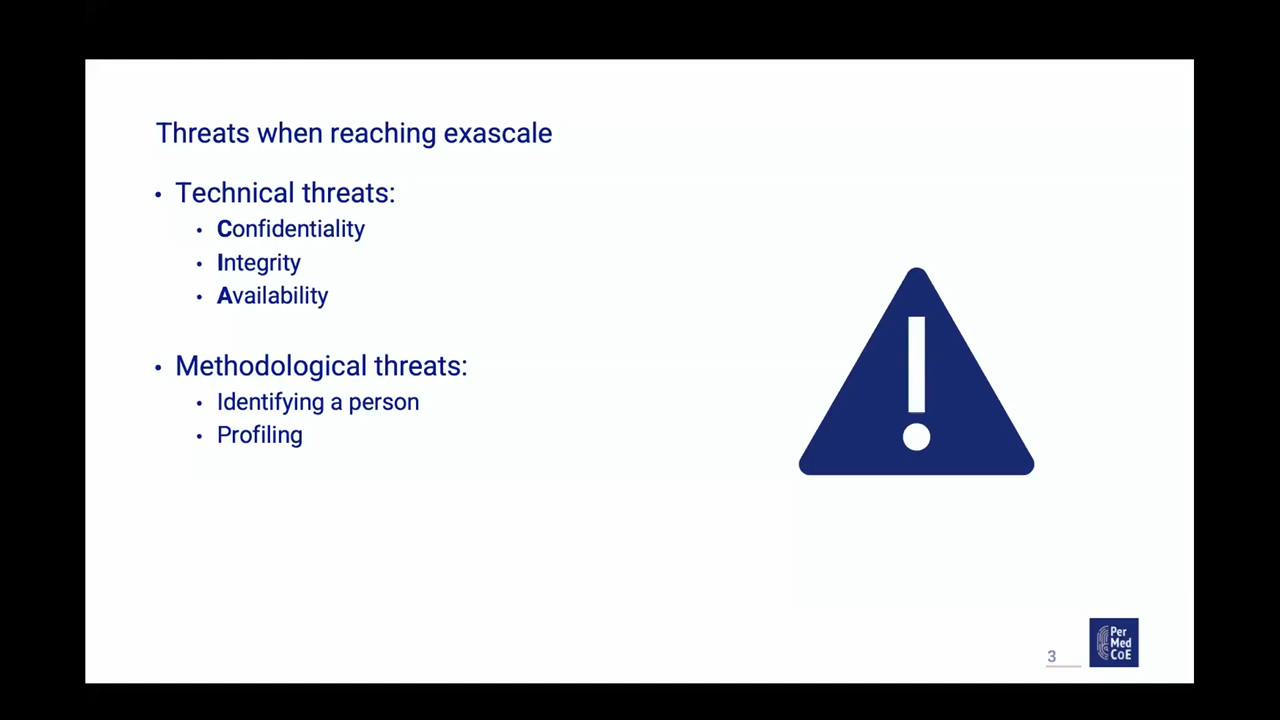 Threats when reaching exascale
• Technical threats:
• Confidentiality
• Integrity
• Availability
• Methodological threats:
• Identifying a person
• Profiling
3
Per
Med
CoE